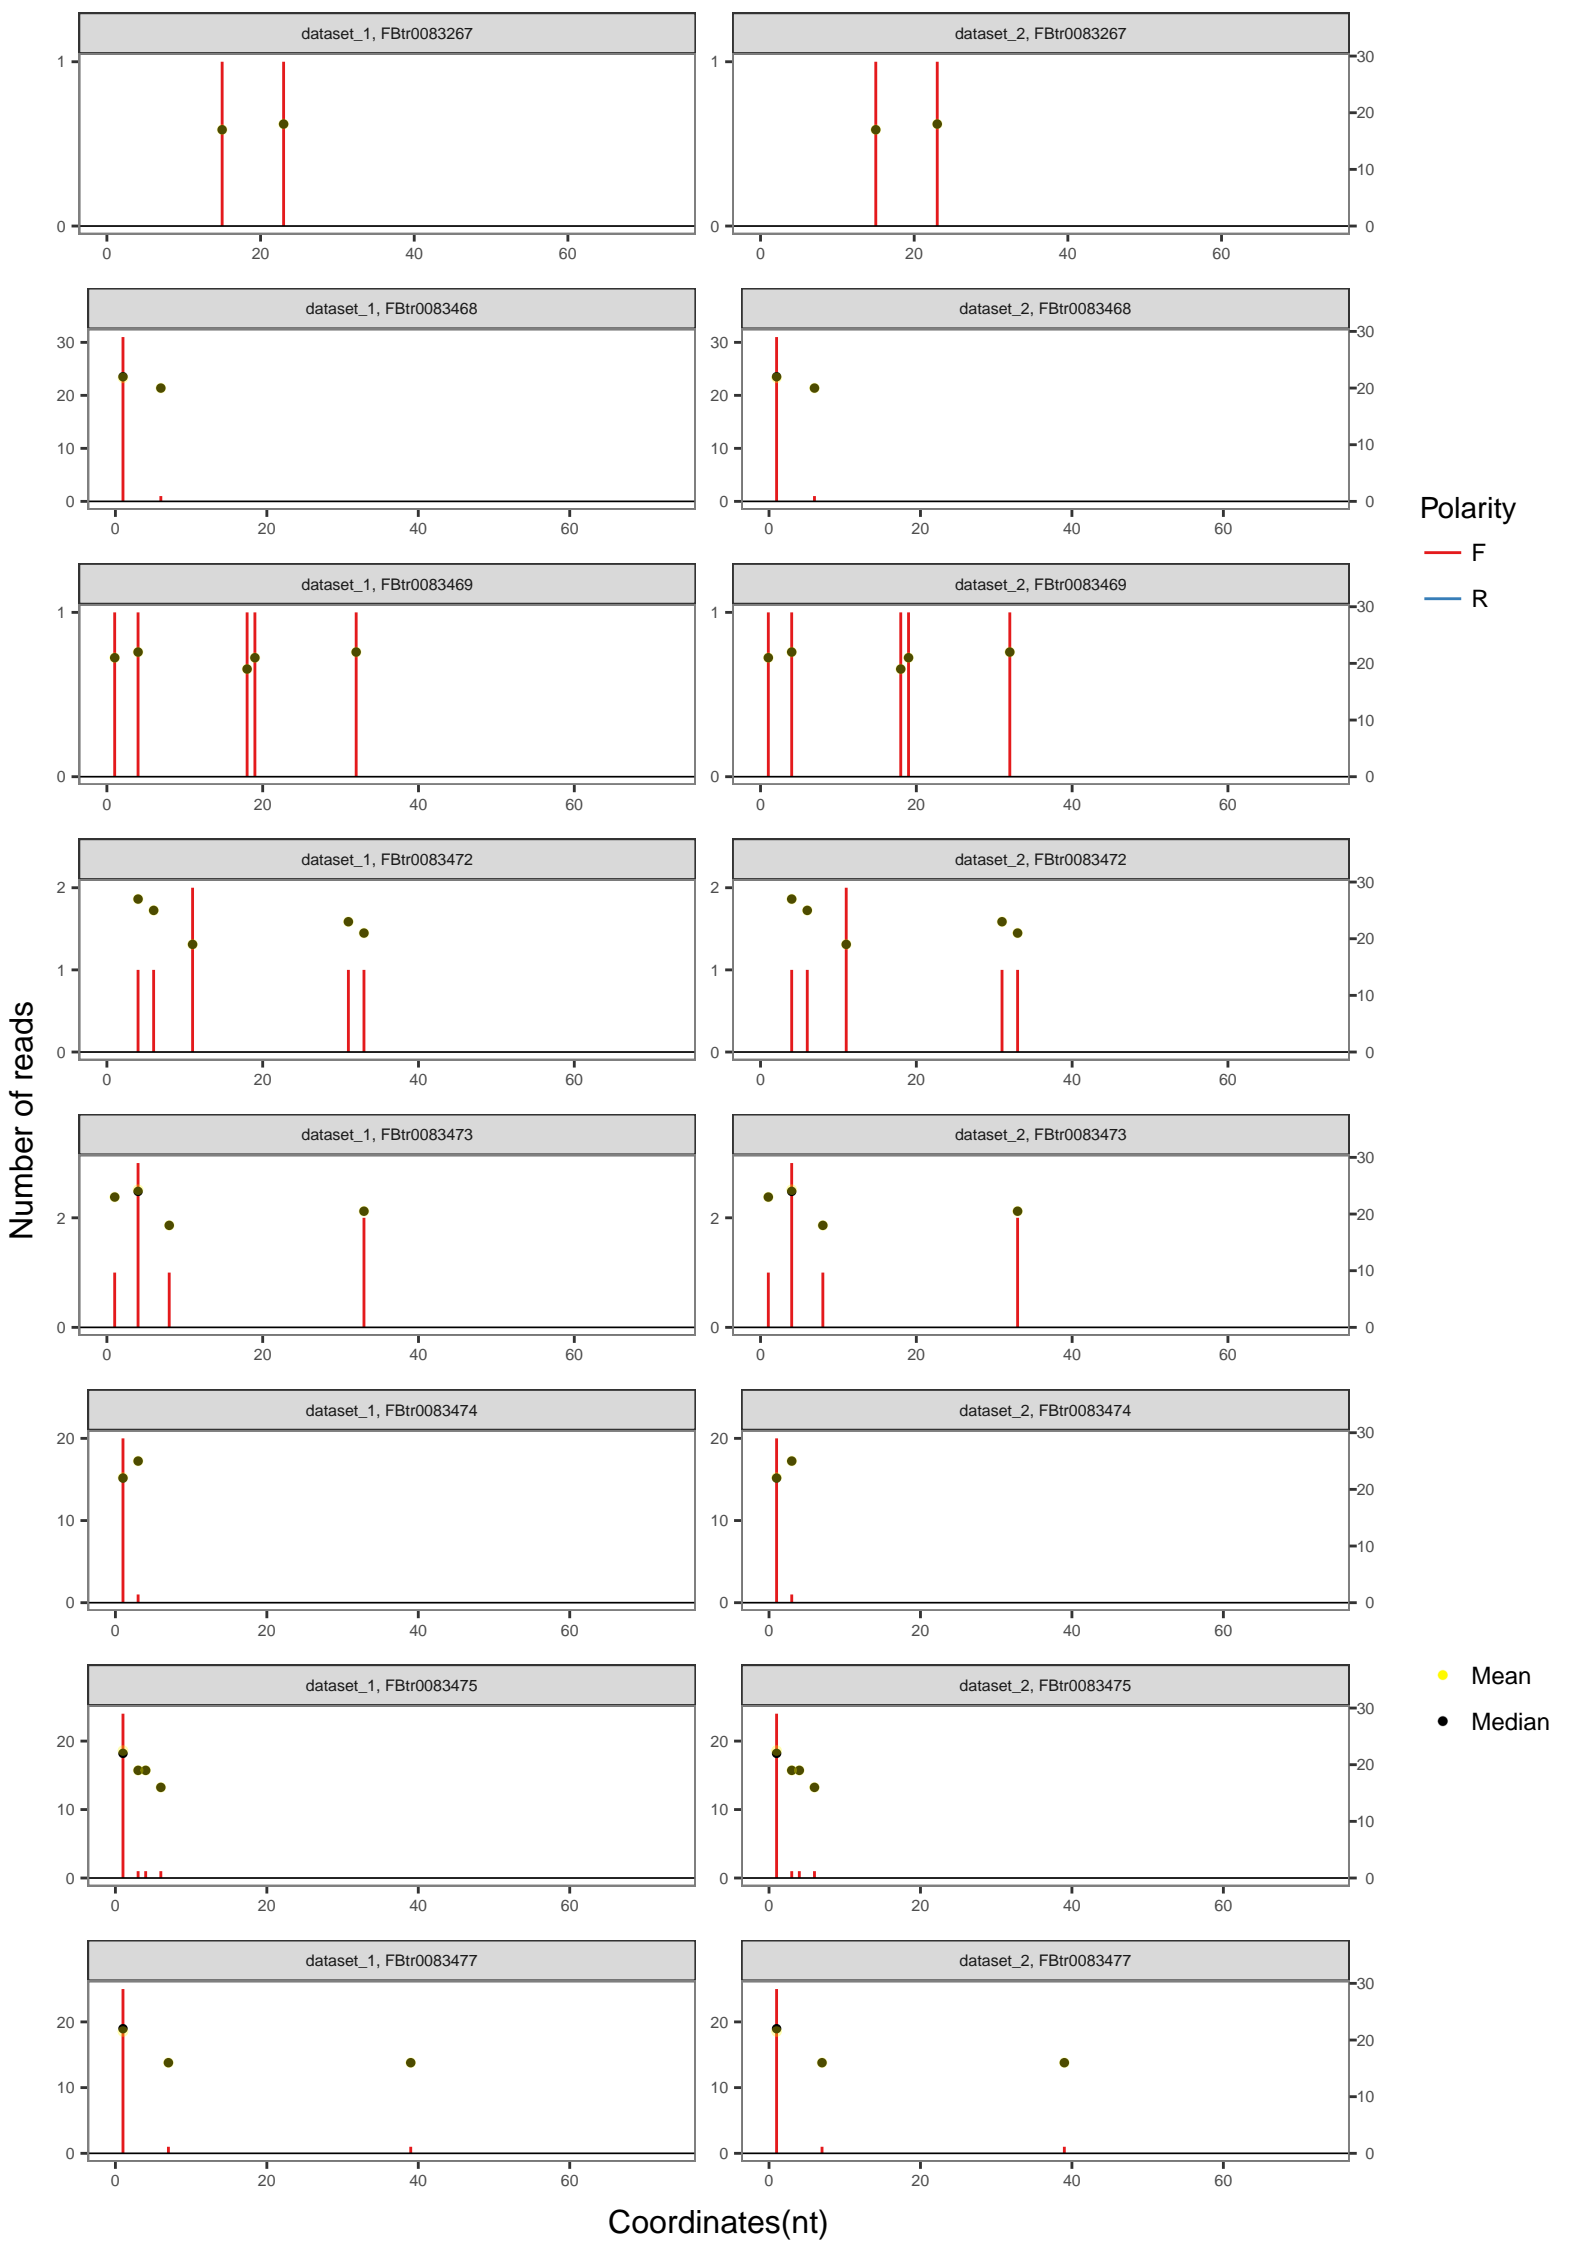 dataset_1, FBtr0083267 dataset_2, FBtr0083267
1 1 30
20
10
0 0 0
0 20 40 60 0 20 40 60
dataset_1, FBtr0083468 dataset_2, FBtr0083468
30 30 30
20 20 20
10 10 10
0 0 0
0 20 40 60 0 20 40 60
dataset_1, FBtr0083469 dataset_2, FBtr0083469
1 1 30
20
10
0 0 0
0 20 40 60 0 20 40 60
dataset_1, FBtr0083472 dataset_2, FBtr0083472
2 2 30
20
1 1
10
0 0 0
0 20 40 60 0 20 40 60
dataset_1, FBtr0083473 dataset_2, FBtr0083473
30
2 2 20
10
0 0 0
0 20 40 60 0 20 40 60
dataset_1, FBtr0083474 dataset_2, FBtr0083474
20 20 30
20
10 10
10
0 0 0
0 20 40 60 0 20 40 60
dataset_1, FBtr0083475 dataset_2, FBtr0083475
30
20 20
20
10 10
10
0 0 0
0 20 40 60 0 20 40 60
dataset_1, FBtr0083477 dataset_2, FBtr0083477
30
20 20
20
10 10
10
0 0 0
0 20 40 60 0 20 40 60
Number of reads
Coordinates(nt)
Polarity
F
R
Mean
Median